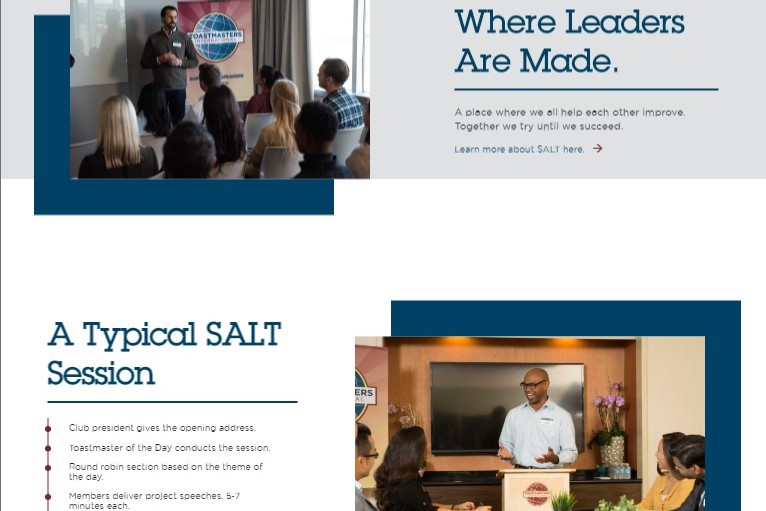 TOASTMASTERS
INTERNATIONAL
Where Leaders
Are Made.
A place where we all help each other improve.
Together we try until we succeed.
Learn more about SALT here. →
A Typical SALT
Session
Club president gives the opening address.
Toastmaster of the Day conducts the session.
Round robin section based on the theme of
the day.
Members deliver project speeches. 5-7
minutes each.
TOASTMASTERS